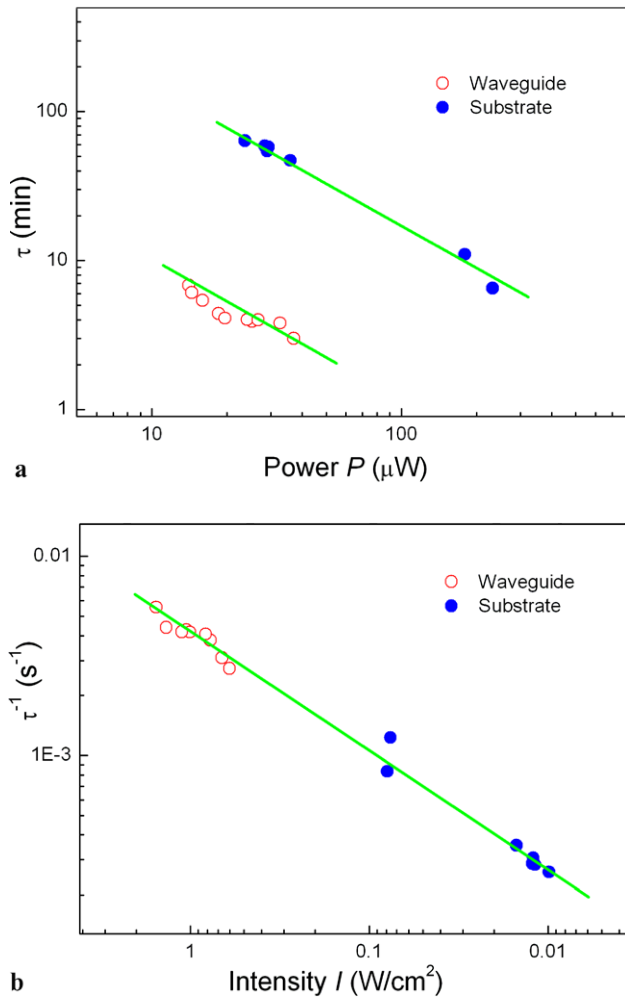 Waveguide
Substrate
100
10
1
τ (min)
10
100
Power P (μW)
a
0.01
Waveguide
Substrate
1E-3
τ⁻¹ (s⁻¹)
1
0.1
0.01
Intensity I (W/cm²)
b